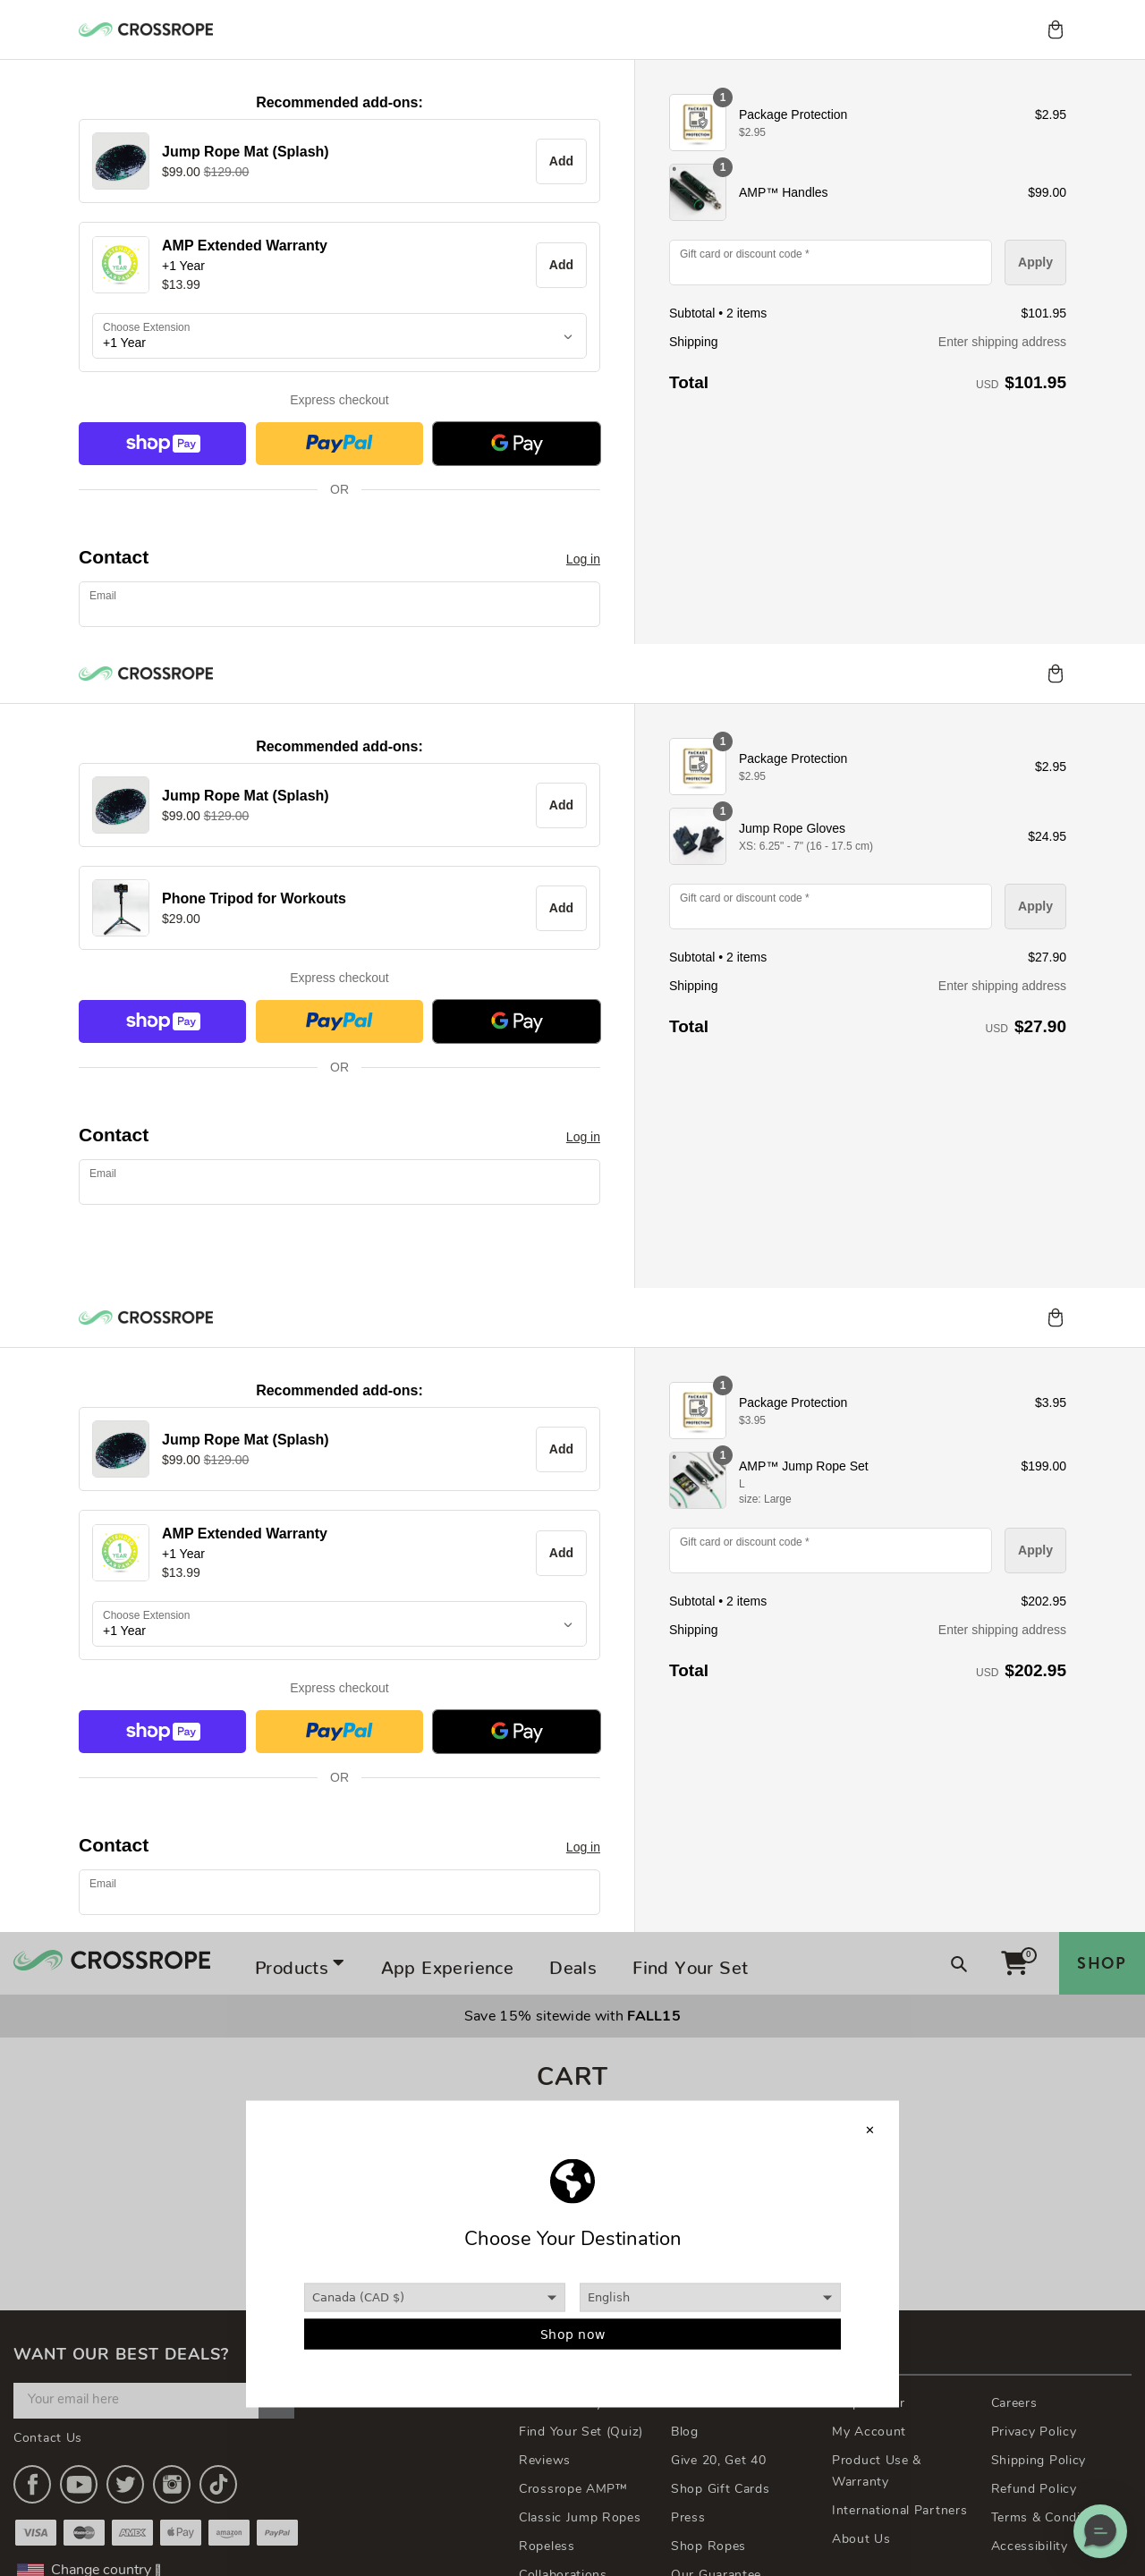 CROSSROPE
Recommended add-ons:
Jump Rope Mat (Splash)
$99.00 $129.00
Add
AMP Extended Warranty
+1 Year
$13.99
Add
Choose Extension
+1 Year
Express checkout
shop Pay
PayPal
G Pay
OR
Contact
Log in
Email
1
Package Protection
$2.95
$2.95
1
AMP™ Handles
$99.00
Gift card or discount code *
Apply
Subtotal • 2 items
$101.95
Shipping
Enter shipping address
Total
USD $101.95
CROSSROPE
Recommended add-ons:
Jump Rope Mat (Splash)
$99.00 $129.00
Add
Phone Tripod for Workouts
$29.00
Add
Express checkout
shop Pay
PayPal
G Pay
OR
Contact
Log in
Email
1
Package Protection
$2.95
$2.95
1
Jump Rope Gloves
XS: 6.25" - 7" (16 - 17.5 cm)
$24.95
Gift card or discount code *
Apply
Subtotal • 2 items
$27.90
Shipping
Enter shipping address
Total
USD $27.90
CROSSROPE
Recommended add-ons:
Jump Rope Mat (Splash)
$99.00 $129.00
Add
AMP Extended Warranty
+1 Year
$13.99
Add
Choose Extension
+1 Year
Express checkout
shop Pay
PayPal
G Pay
OR
Contact
Log in
Email
1
Package Protection
$3.95
$3.95
1
AMP™ Jump Rope Set
L
size: Large
$199.00
Gift card or discount code *
Apply
Subtotal • 2 items
$202.95
Shipping
Enter shipping address
Total
USD $202.95
CROSSROPE
Products
App Experience
Deals
Find Your Set
0
SHOP
Save 15% sitewide with FALL15
CART
×
Choose Your Destination
Canada (CAD $)
English
Shop now
WANT OUR BEST DEALS?
Your email here
Contact Us
VISA
AMEX
Pay
amazon
PayPal
Change country
Find Your Set (Quiz)
Reviews
Crossrope AMP™
Classic Jump Ropes
Ropeless
Collaborations
Blog
Give 20, Get 40
Shop Gift Cards
Press
Shop Ropes
Our Guarantee
My Account
Product Use &
Warranty
International Partners
About Us
Careers
Privacy Policy
Shipping Policy
Refund Policy
Terms & Condi
Accessibility